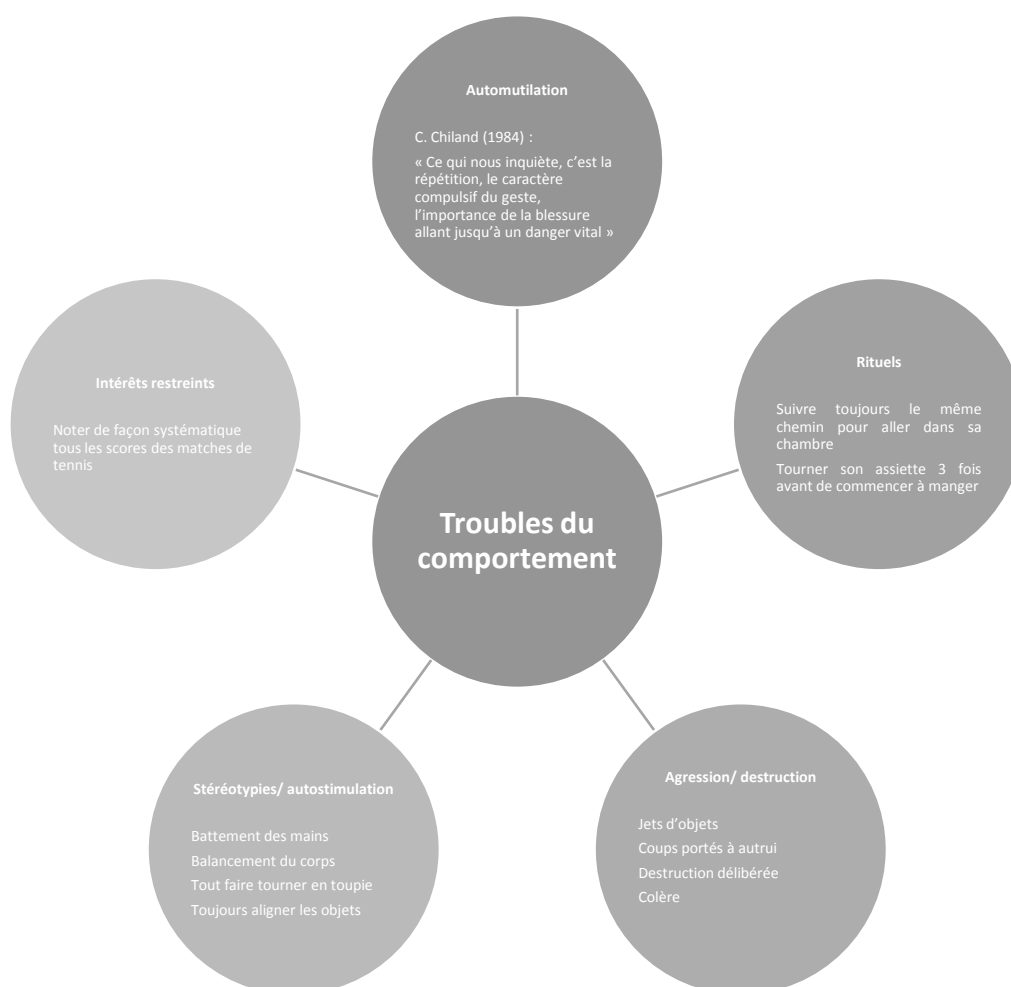 Automutilation
C. Chiland (1984) :
« Ce qui nous inquiète, c'est la
répétition, le caractère
compulsif du geste,
l'importance de la blessure
allant jusqu'à un danger vital »
Rituels
Suivre toujours le même
chemin pour aller dans sa
chambre
Tourner son assiette 3 fois
avant de commencer à manger
Intérêts restreints
Noter de façon systématique
tous les scores des matches de
tennis
Troubles du
comportement
Stéréotypies/ autostimulation
Battement des mains
Balancement du corps
Tout faire tourner en toupie
Toujours aligner les objets
Agression/ destruction
Jets d'objets
Coups portés à autrui
Destruction délibérée
Colère